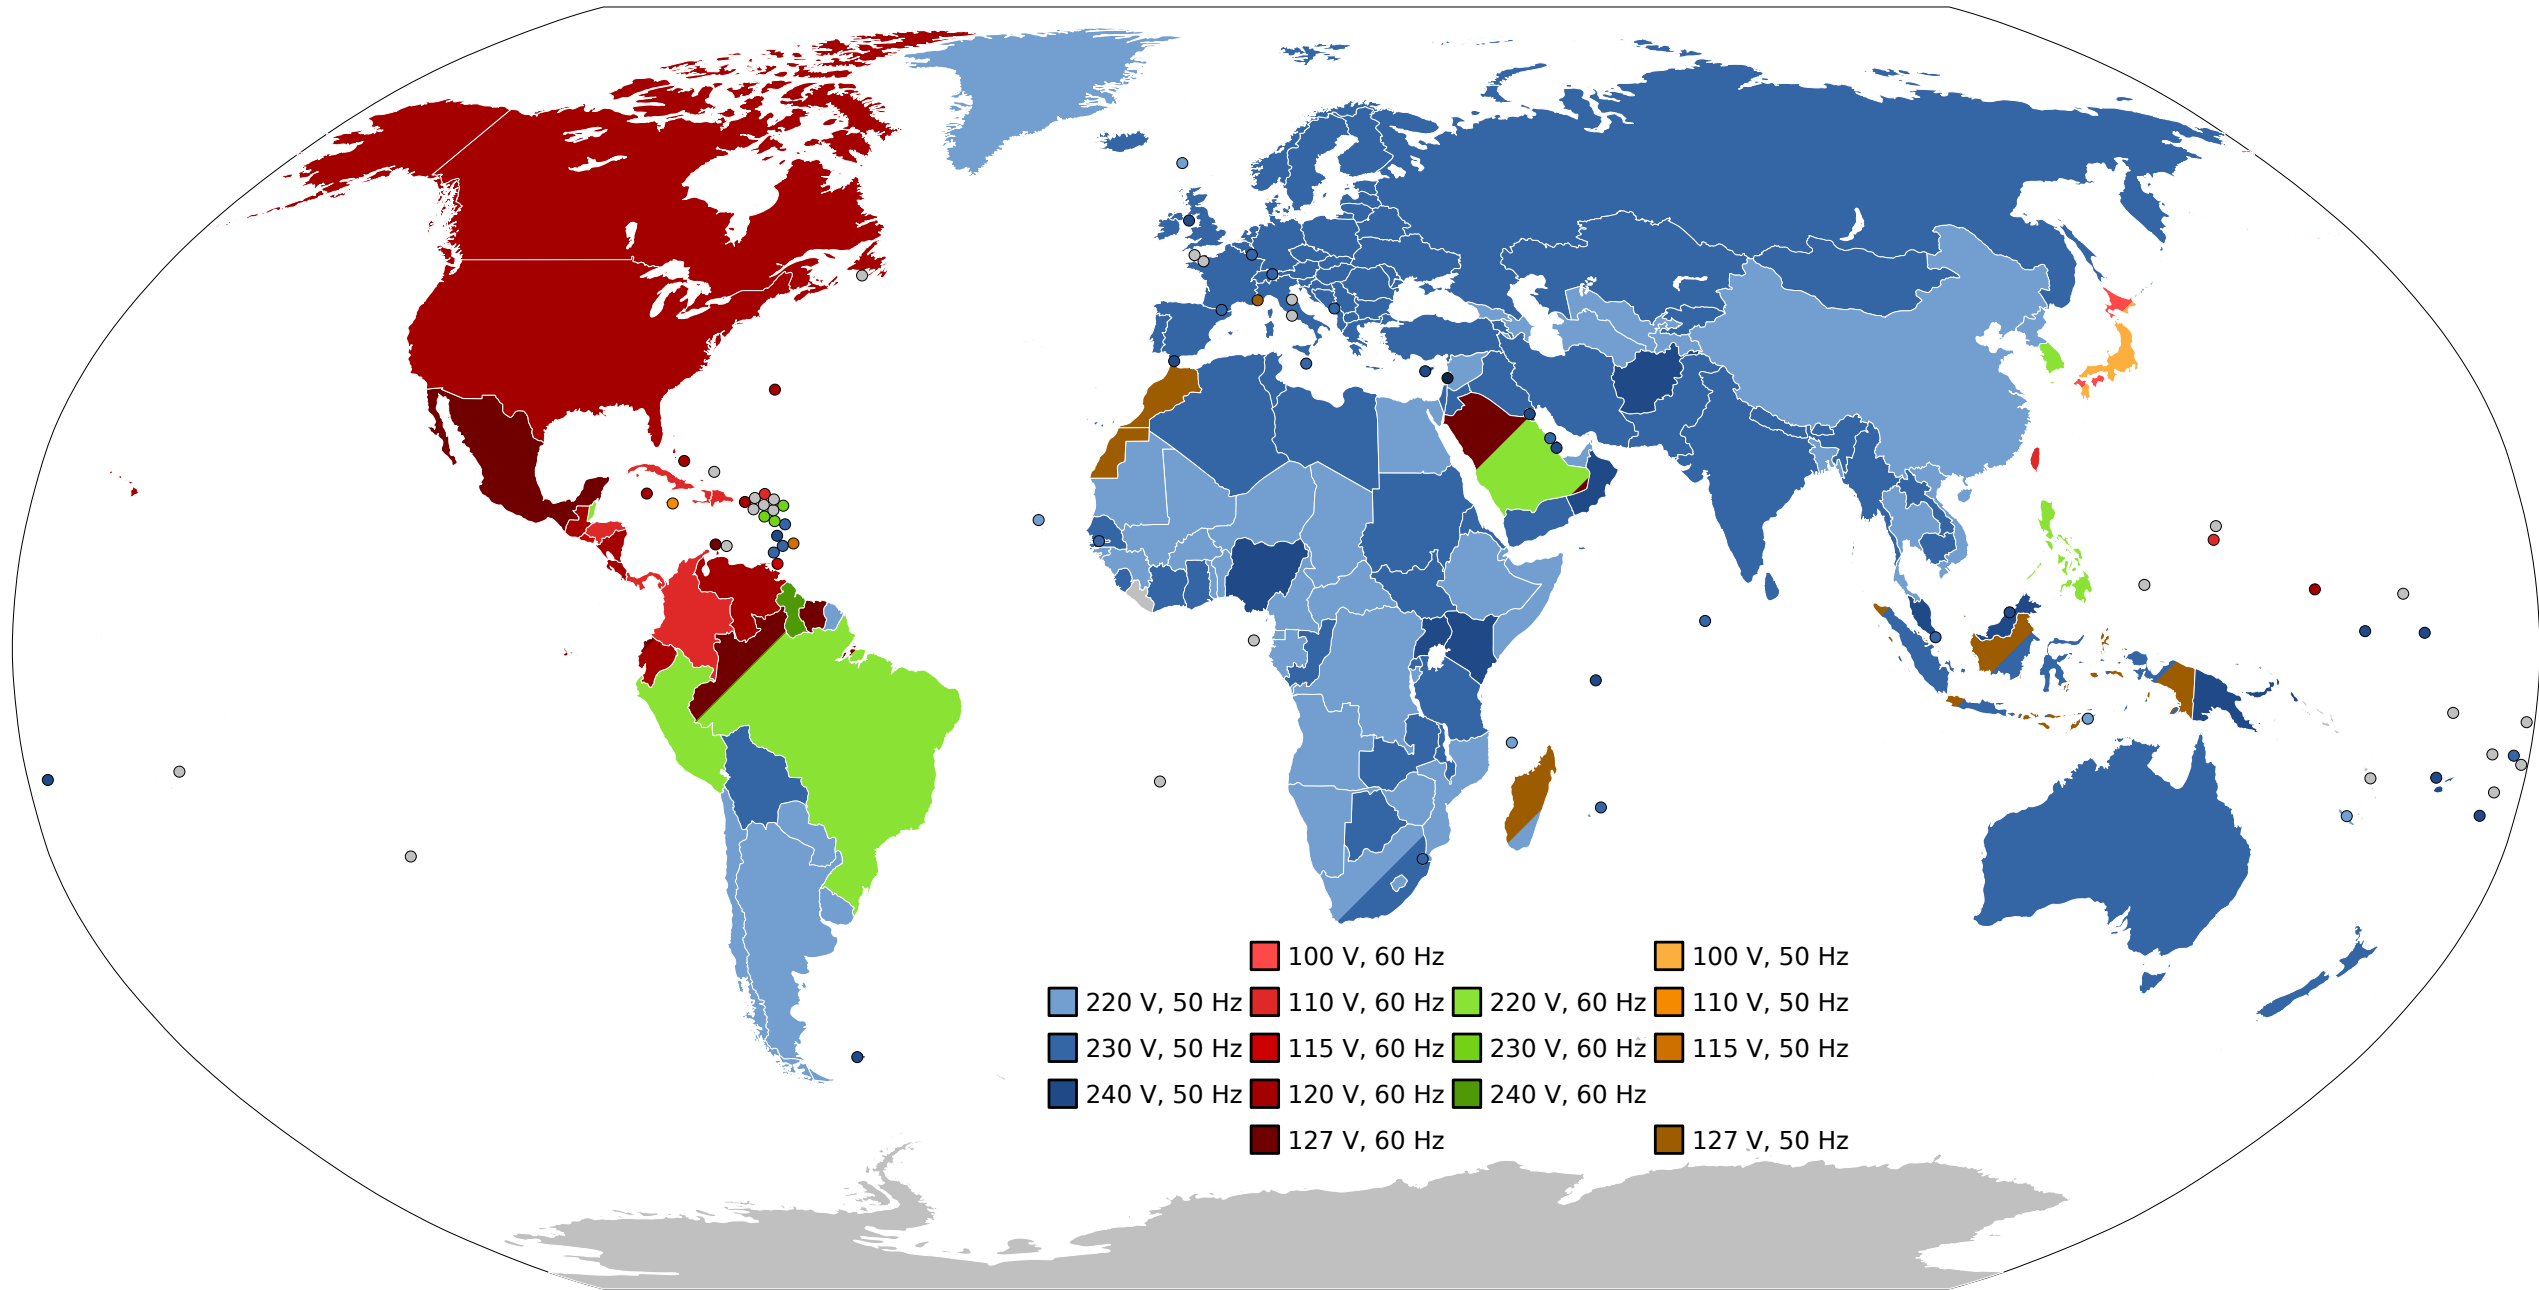 100 V, 60 Hz 100 V, 50 Hz
220 V, 50 Hz 110 V, 60 Hz 220 V, 60 Hz 110 V, 50 Hz
230 V, 50 Hz 115 V, 60 Hz 230 V, 60 Hz 115 V, 50 Hz
240 V, 50 Hz 120 V, 60 Hz 240 V, 60 Hz
127 V, 60 Hz 127 V, 50 Hz